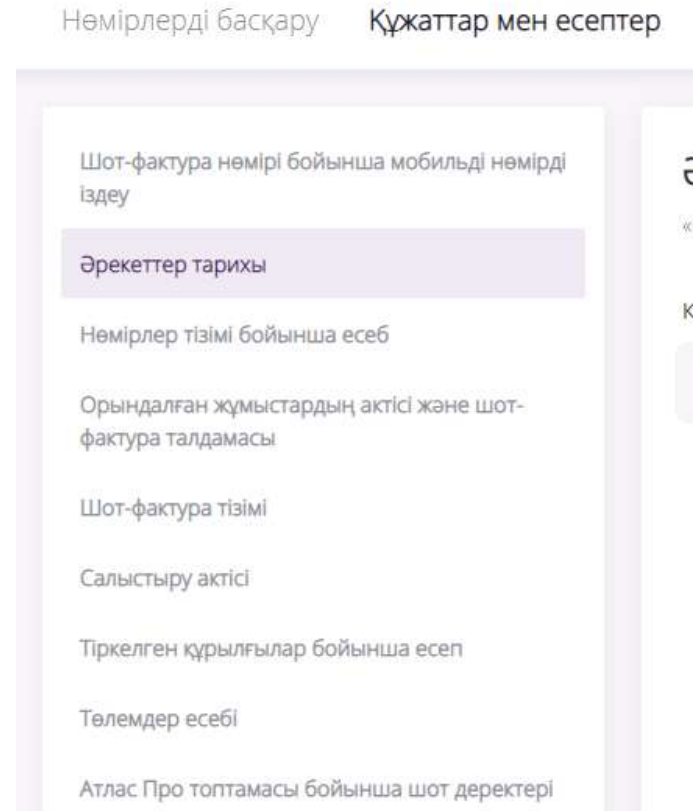 Нөмірлерді басқару Құжаттар мен есептер
Шот-фактура нөмірі бойынша мобильді нөмірді
іздеу
Әрекеттер тарихы
Нөмірлер тізімі бойынша есеб
Орындалған жұмыстардың актісі және шот-
фактура талдамасы
Шот-фактура тізімі
Салыстыру актісі
Тіркелген құрылғылар бойынша есеп
Төлемдер есебі
Атлас Про топтамасы бойынша шот деректері